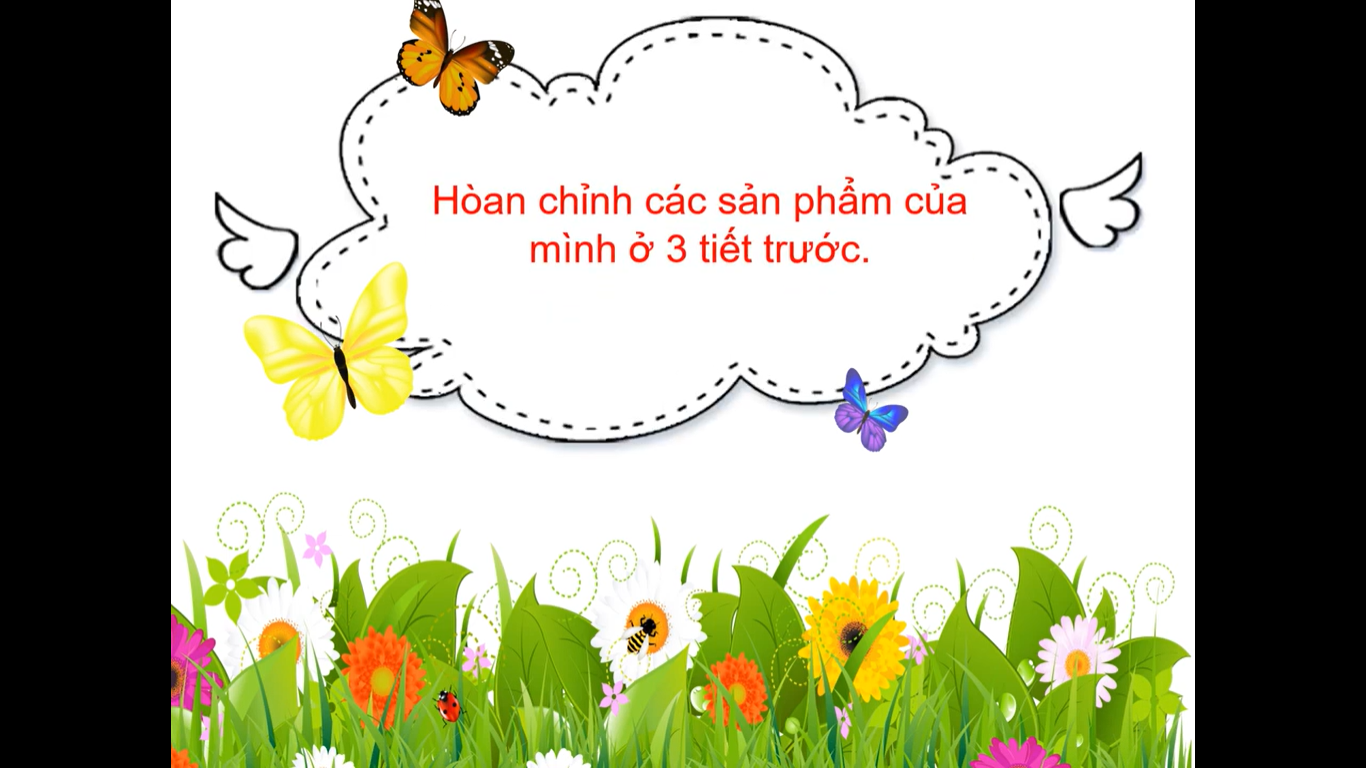 Hòan chỉnh các sản phẩm của
mình ở 3 tiết trước.